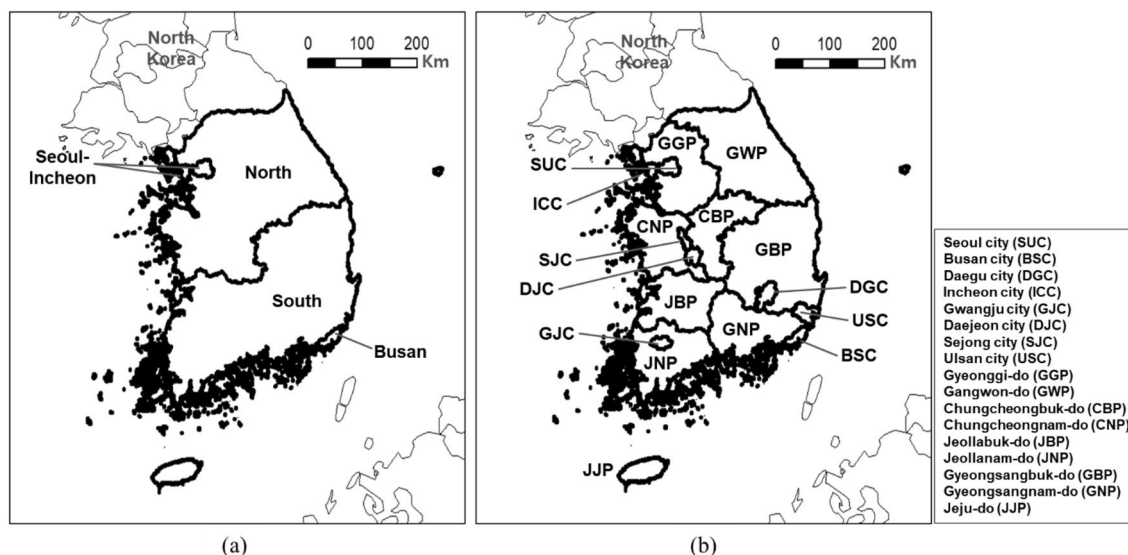 North
Korea
0 100 200
Km
Seoul-
Incheon
North
South
Busan
JJP
(a)
North
Korea
0 100 200
Km
GGP
GWP
SUC
ICC
CBP
CNP
GBP
SJC
DJC
DGC
JBP
USC
GNP
GJC
BSC
JNP
(b)
Seoul city (SUC)
Busan city (BSC)
Daegu city (DGC)
Incheon city (ICC)
Gwangju city (GJC)
Daejeon city (DJC)
Sejong city (SJC)
Ulsan city (USC)
Gyeonggi-do (GGP)
Gangwon-do (GWP)
Chungcheongbuk-do (CBP)
Chungcheongnam-do (CNP)
Jeollabuk-do (JBP)
Jeollanam-do (JNP)
Gyeongsangbuk-do (GBP)
Gyeongsangnam-do (GNP)
Jeju-do (JJP)